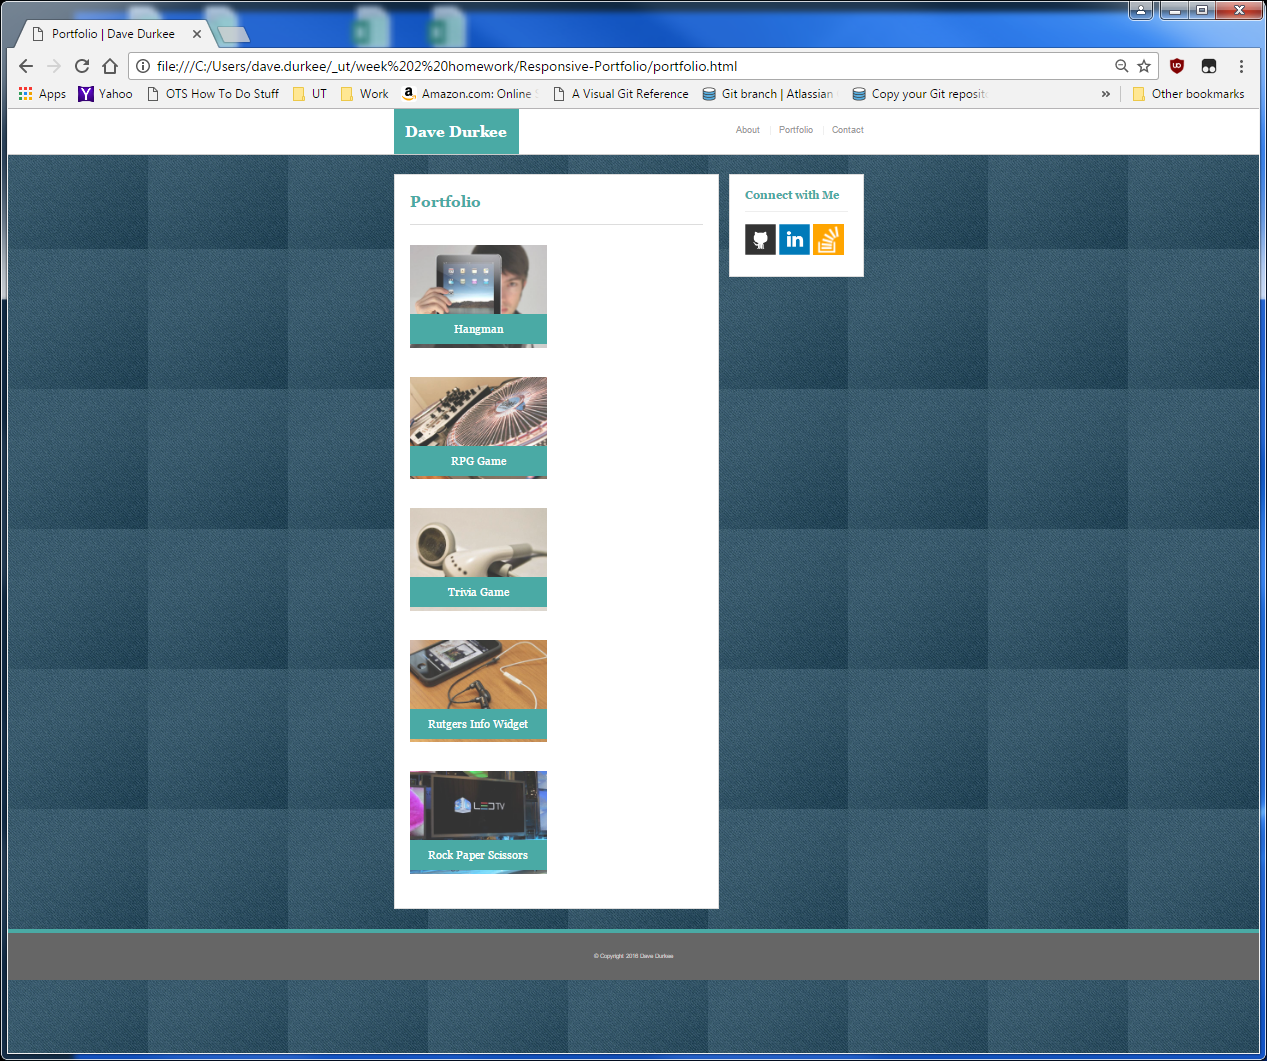 Portfolio | Dave Durkee
file:///C:/Users/dave.durkee/_ut/week%202%20homework/Responsive-Portfolio/portfolio.html
Apps Yahoo OTS How To Do Stuff UT Work Amazon.com: Online A Visual Git Reference Git branch | Atlassian Copy your Git reposit » Other bookmarks
Dave Durkee
About Portfolio Contact
Portfolio
Connect with Me
in
Hangman
RPG Game
Trivia Game
Rutgers Info Widget
LED TV
Rock Paper Scissors
© Copyright 2016 Dave Durkee